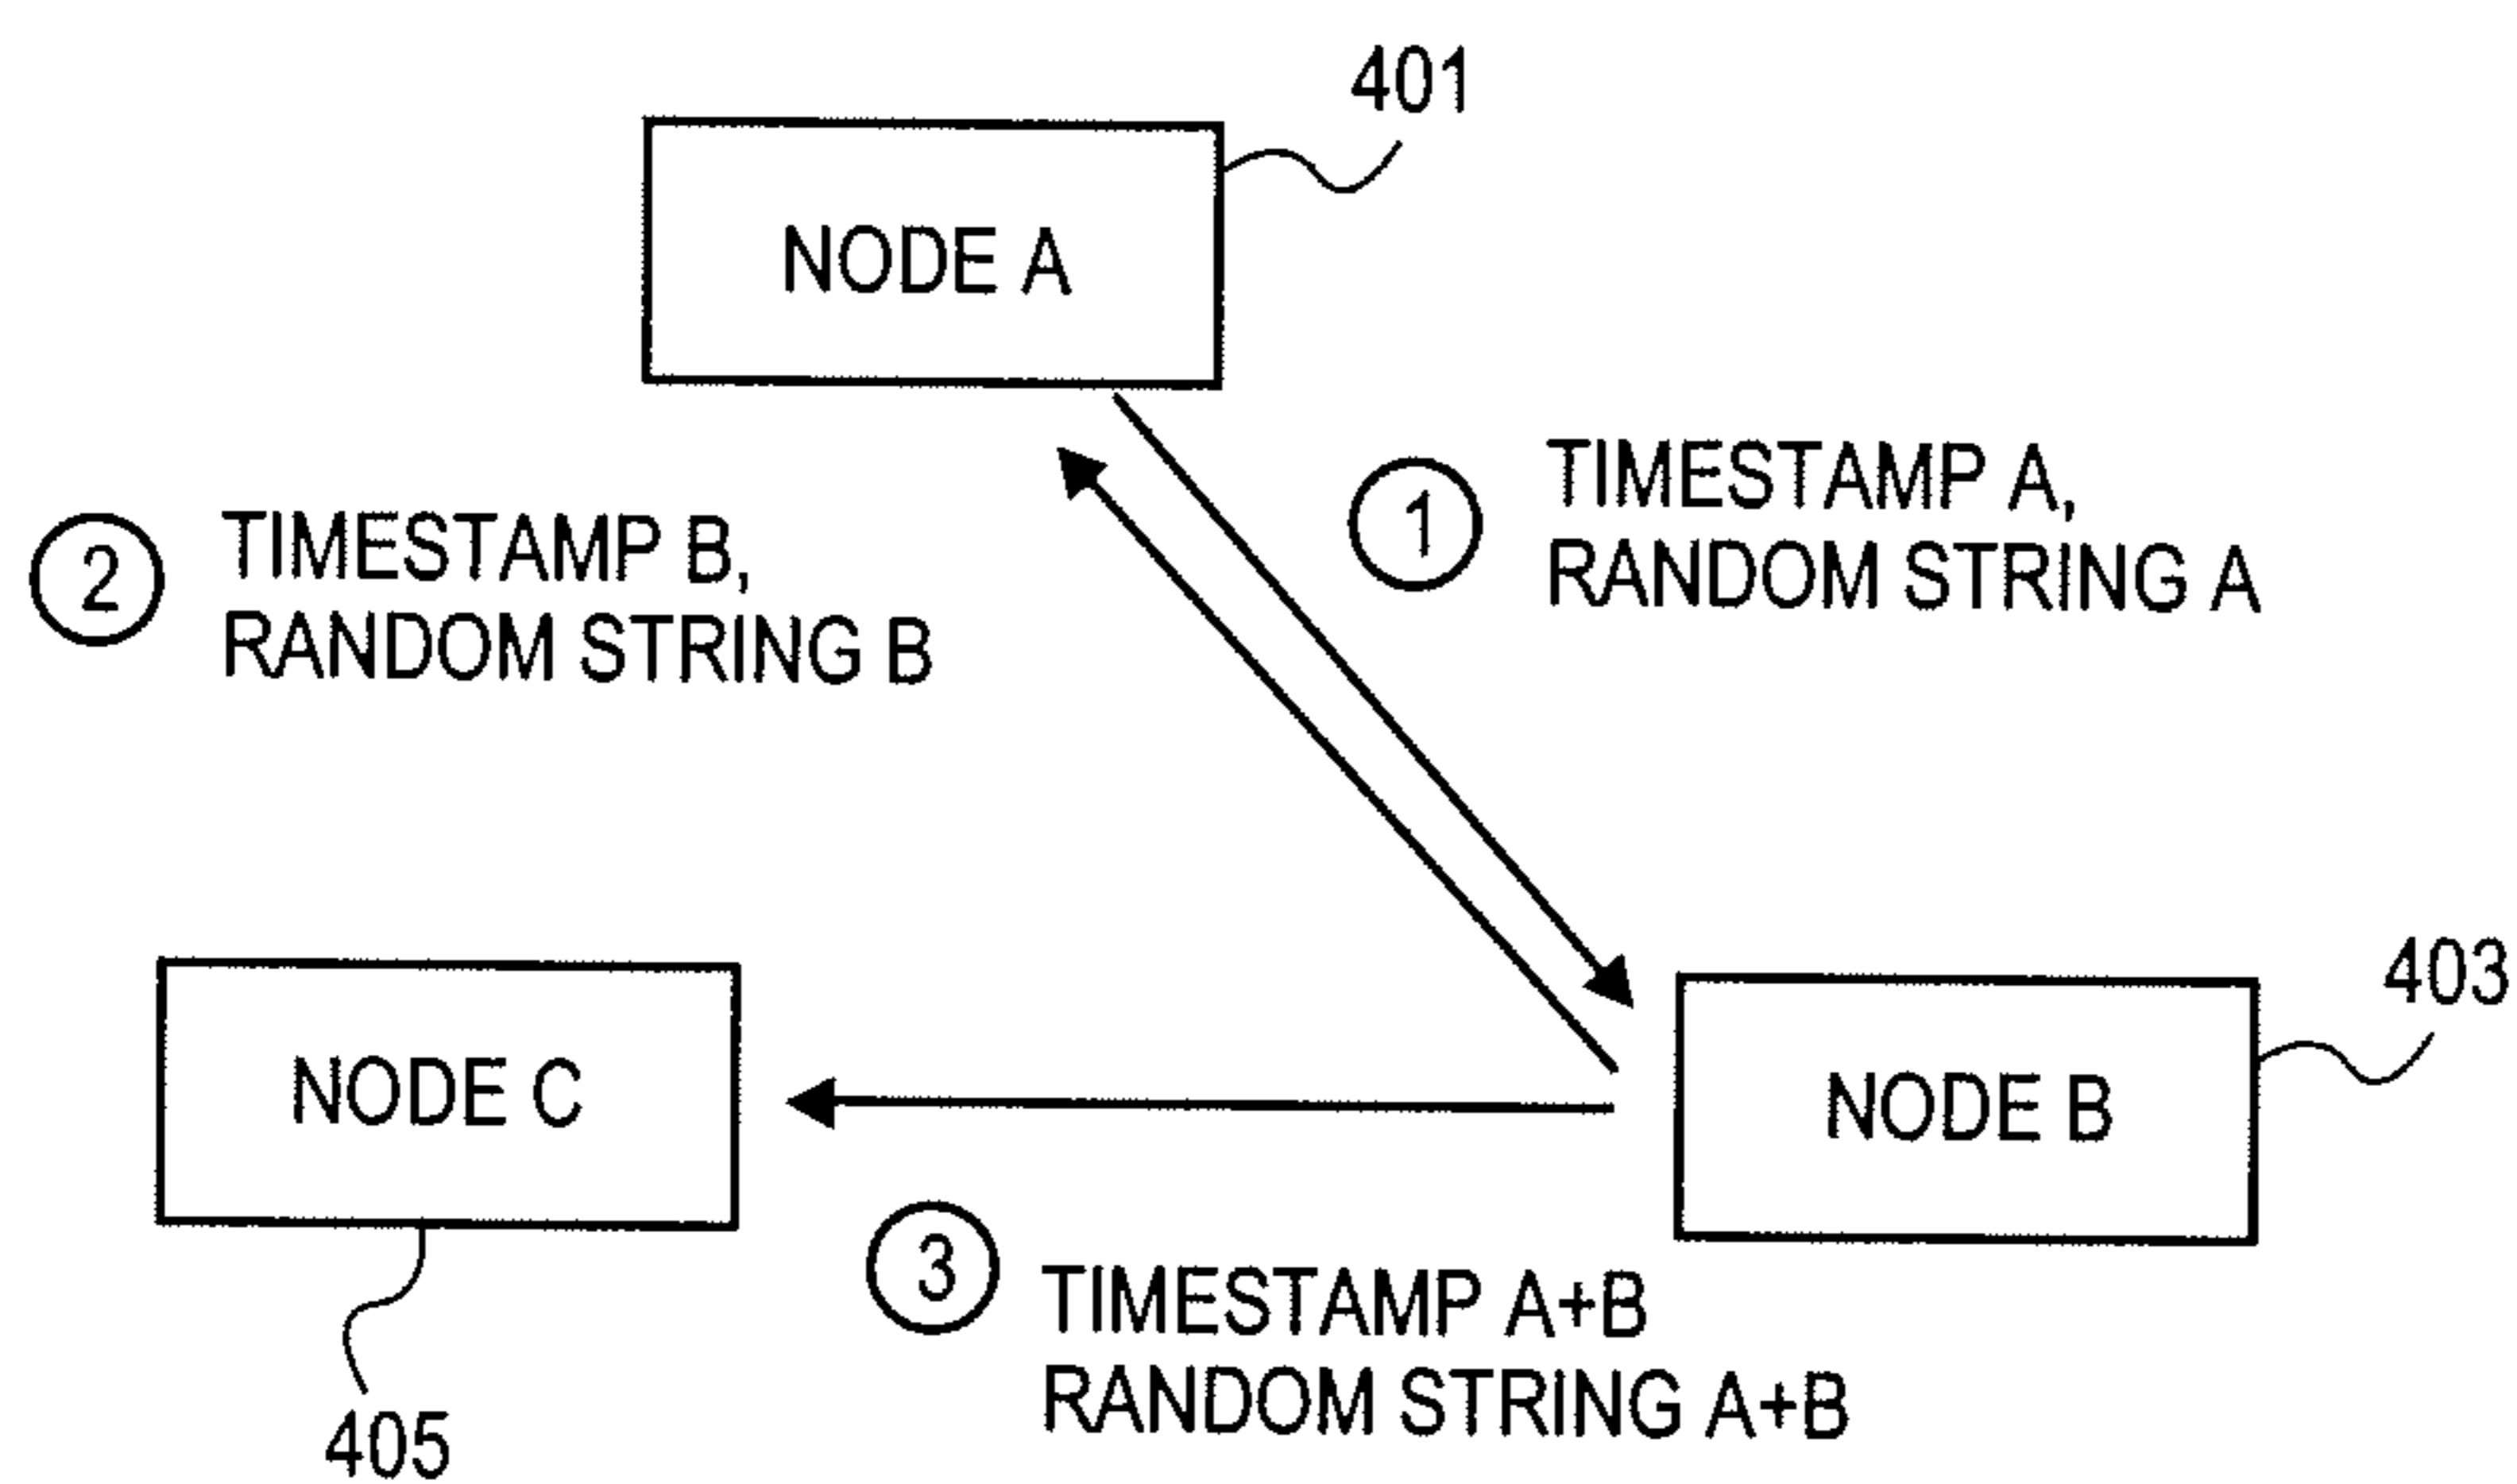 401
NODE A
1
TIMESTAMP A,
RANDOM STRING A
2
TIMESTAMP B,
RANDOM STRING B
403
NODE C
NODE B
3
TIMESTAMP A+B
RANDOM STRING A+B
405